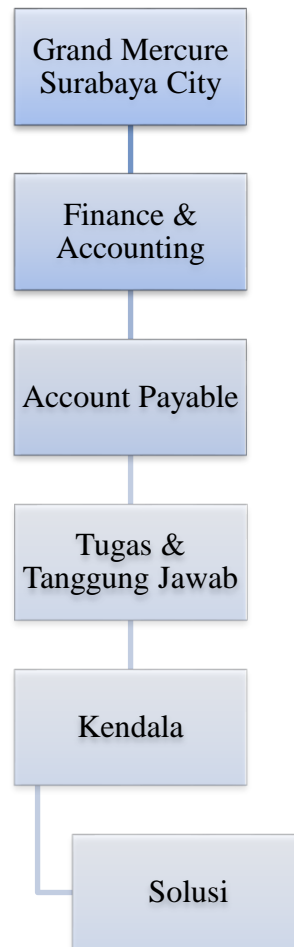 Grand Mercure
Surabaya City
Finance &
Accounting
Account Payable
Tugas &
Tanggung Jawab
Kendala
Solusi